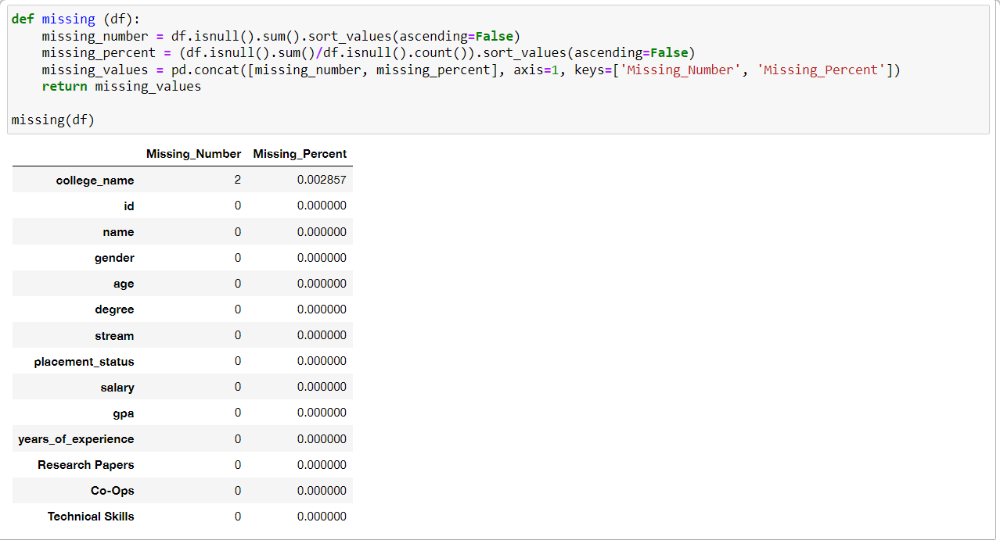 def missing (df):
    missing_number = df.isnull().sum().sort_values(ascending=False)
    missing_percent = (df.isnull().sum()/df.isnull().count()).sort_values(ascending=False)
    missing_values = pd.concat([missing_number, missing_percent], axis=1, keys=['Missing_Number', 'Missing_Percent'])
    return missing_values
missing(df)
Missing_Number Missing_Percent
college_name 2 0.002857
id 0 0.000000
name 0 0.000000
gender 0 0.000000
age 0 0.000000
degree 0 0.000000
stream 0 0.000000
placement_status 0 0.000000
salary 0 0.000000
gpa 0 0.000000
years_of_experience 0 0.000000
Research Papers 0 0.000000
Co-Ops 0 0.000000
Technical Skills 0 0.000000